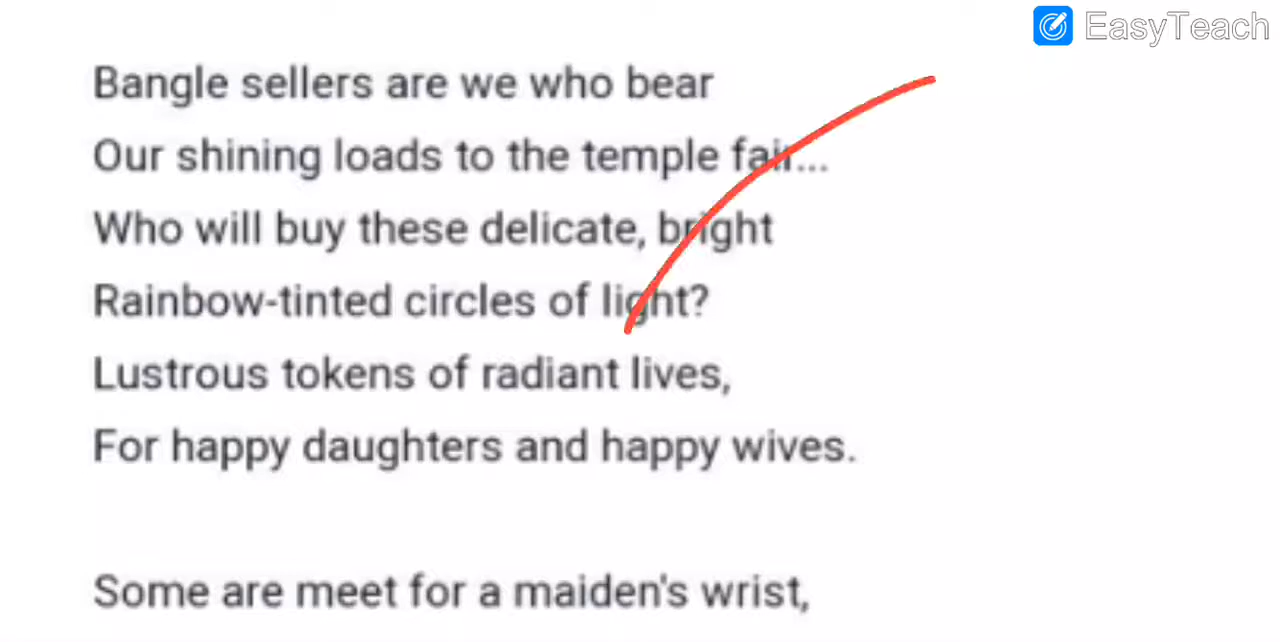 EasyTeach
Bangle sellers are we who bear
Our shining loads to the temple fair...
Who will buy these delicate, bright
Rainbow-tinted circles of light?
Lustrous tokens of radiant lives,
For happy daughters and happy wives.
Some are meet for a maiden's wrist,